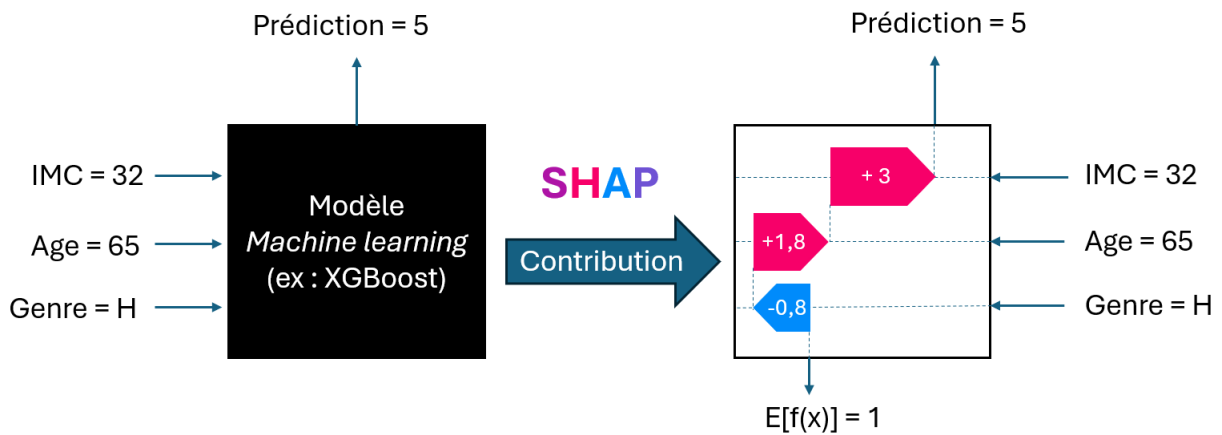 Prédiction = 5
Prédiction = 5
IMC = 32
Age = 65
Genre = H
Modèle
Machine learning
(ex : XGBoost)
SHAP
Contribution
+ 3
+1,8
-0,8
IMC = 32
Age = 65
Genre = H
E[f(x)] = 1